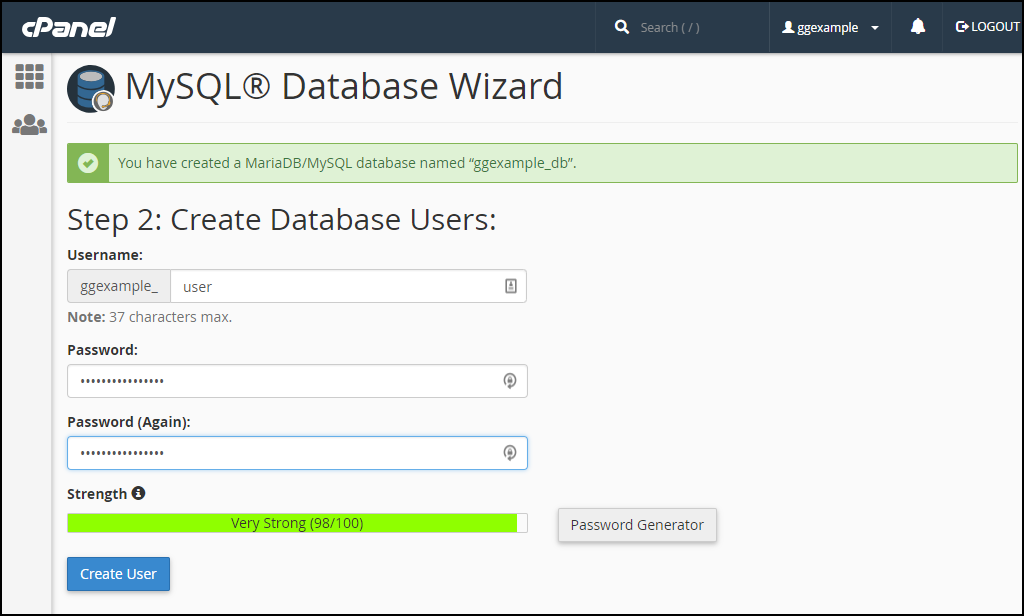 cPanel
Search ( / )
ggexample
LOGOUT
MySQL® Database Wizard
You have created a MariaDB/MySQL database named “ggexample_db”.
Step 2: Create Database Users:
Username:
ggexample_ user
Note: 37 characters max.
Password:
••••••••••••••••
Password (Again):
••••••••••••••••
Strength
Very Strong (98/100)
Password Generator
Create User